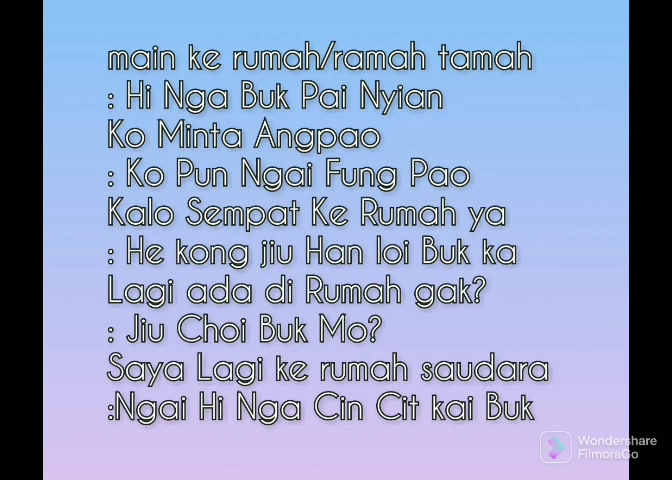 main ke rumah/ramah tamah
: Hi Nga Buk Pai Nyian
Ko Minta Angpao
: Ko Pun Ngai Fung Pao
Kalo Sempat Ke Rumah ya
: He kong jiu Han loi Buk ka
Lagi ada di Rumah gak?
: Jiu Choi Buk Mo?
Saya Lagi ke rumah saudara
:Ngai Hi Nga Cin Cit kai Buk
Wondershare
FilmoraGo